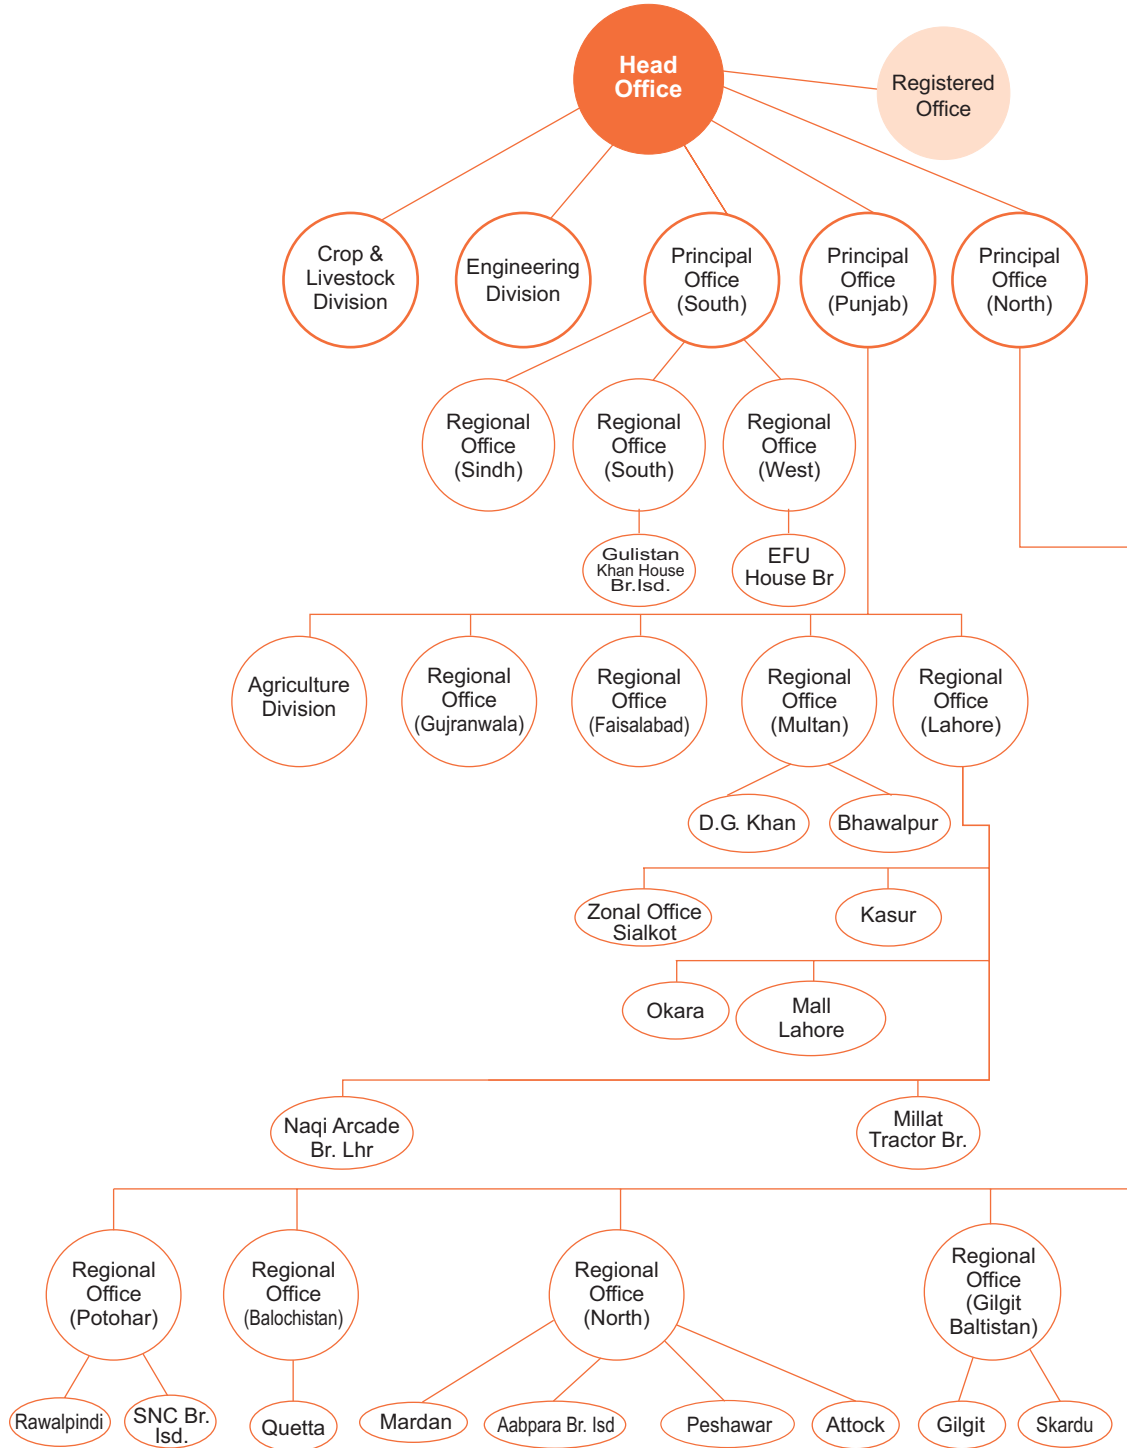 Head
Office
Registered
Office
Crop &
Livestock
Division
Engineering
Division
Principal
Office
(South)
Principal
Office
(Punjab)
Principal
Office
(North)
Regional
Office
(Sindh)
Regional
Office
(South)
Regional
Office
(West)
Gulistan
Khan House
Br.Isd.
EFU
House Br
Agriculture
Division
Regional
Office
(Gujranwala)
Regional
Office
(Faisalabad)
Regional
Office
(Multan)
Regional
Office
(Lahore)
D.G. Khan
Bhawalpur
Zonal Office
Sialkot
Kasur
Okara
Mall
Lahore
Naqi Arcade
Br. Lhr
Millat
Tractor Br.
Regional
Office
(Potohar)
Regional
Office
(Balochistan)
Regional
Office
(North)
Regional
Office
(Gilgit
Baltistan)
Rawalpindi
SNC Br.
Isd.
Quetta
Mardan
Aabpara Br. Isd
Peshawar
Attock
Gilgit
Skardu